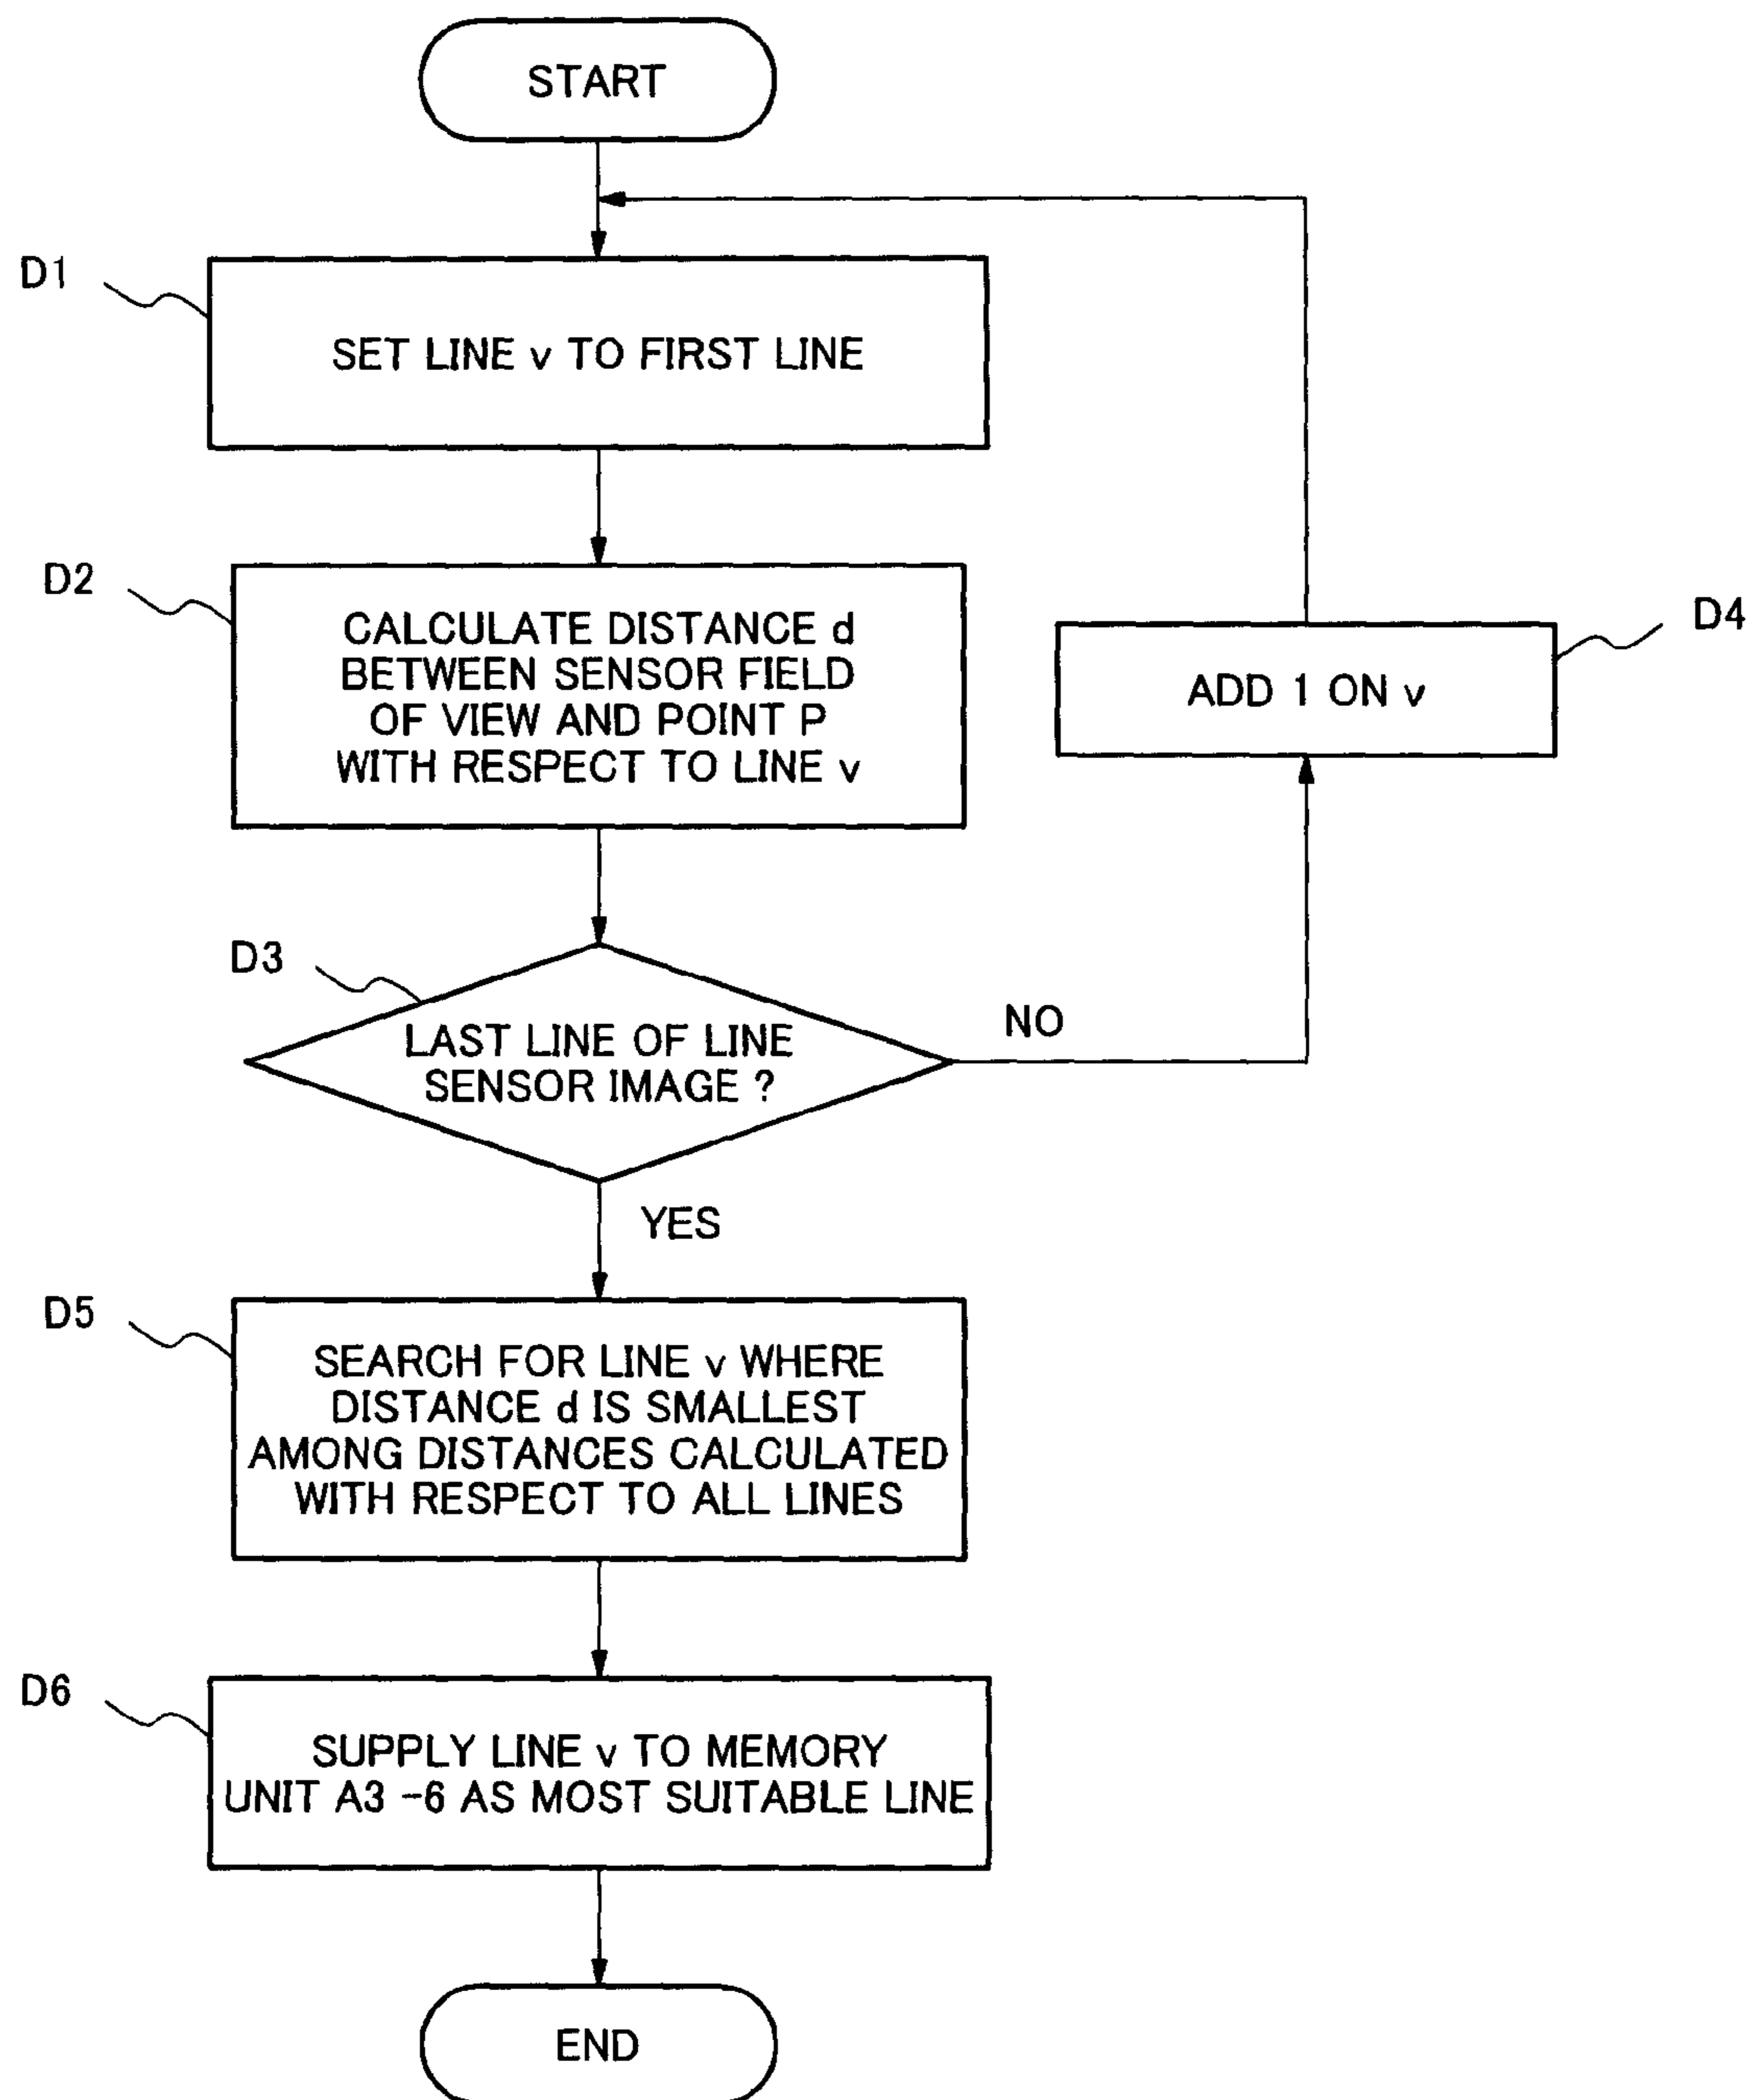 START
D1
SET LINE v TO FIRST LINE
D2
CALCULATE DISTANCE d
BETWEEN SENSOR FIELD
OF VIEW AND POINT P
WITH RESPECT TO LINE v
D4
ADD 1 ON v
D3
LAST LINE OF LINE
SENSOR IMAGE ?
NO
YES
D5
SEARCH FOR LINE v WHERE
DISTANCE d IS SMALLEST
AMONG DISTANCES CALCULATED
WITH RESPECT TO ALL LINES
D6
SUPPLY LINE v TO MEMORY
UNIT A3 -6 AS MOST SUITABLE LINE
END